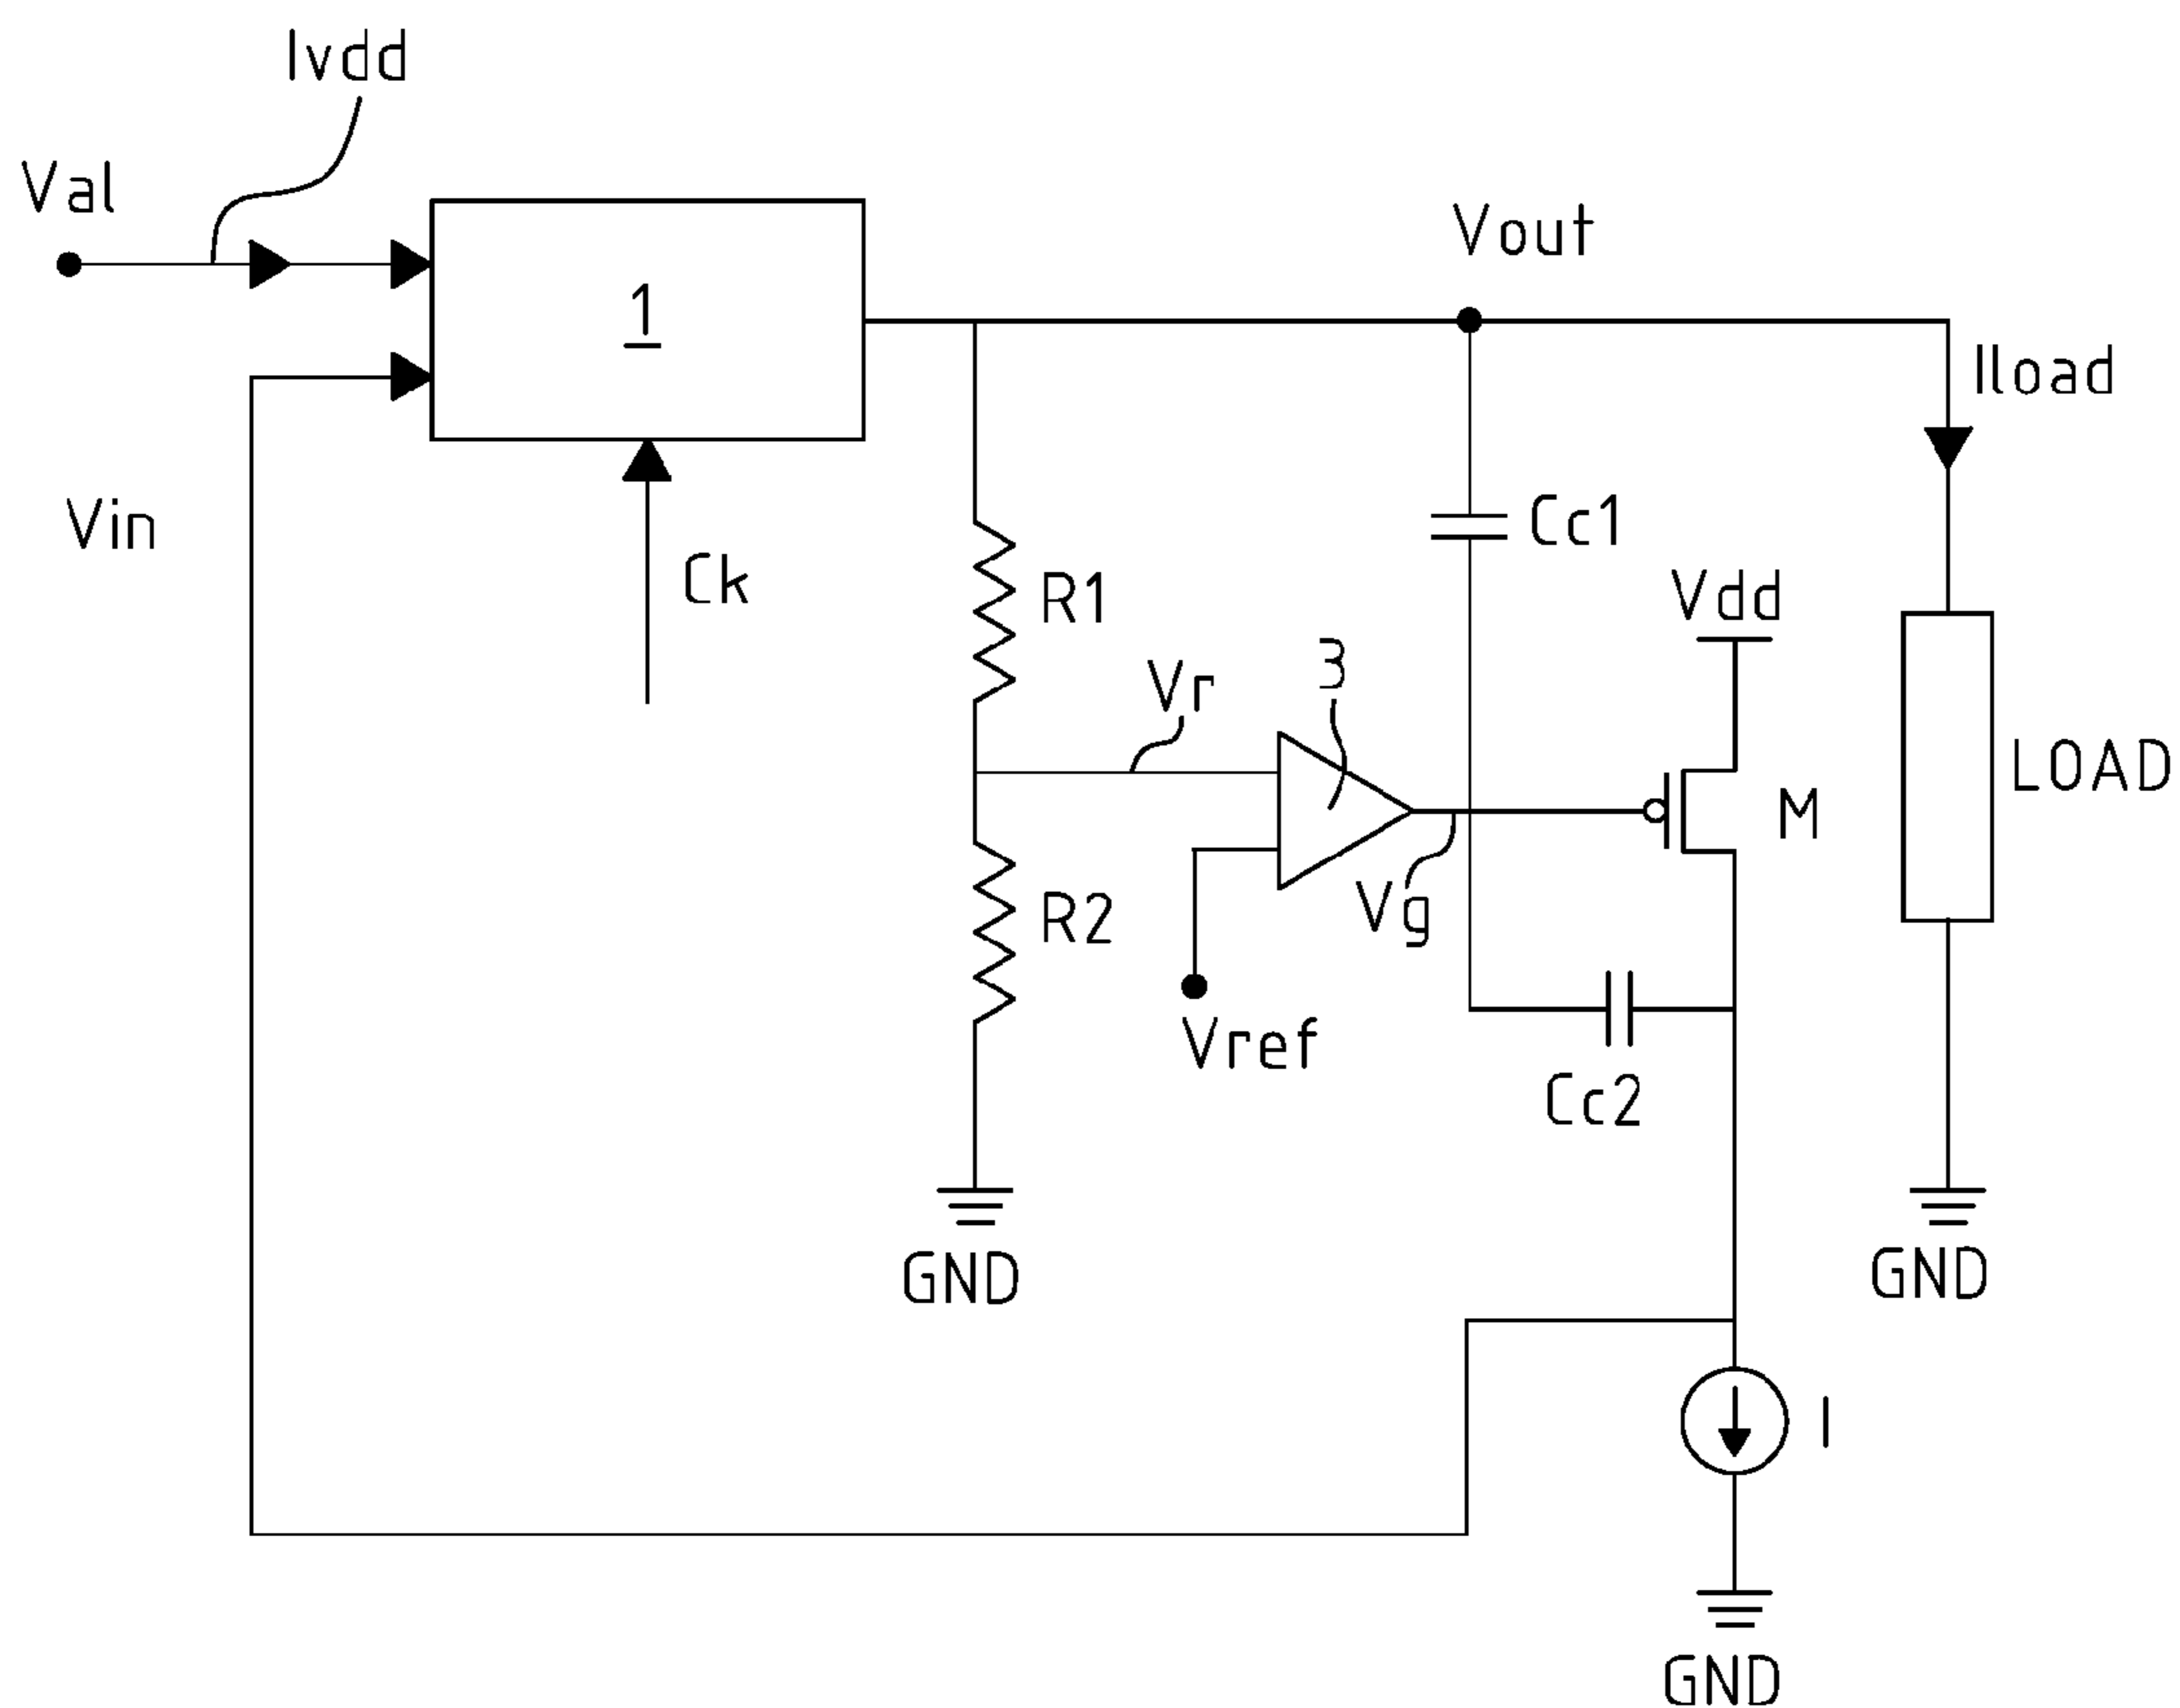 Ivdd
Val
1
Vout
Iload
Vin
Ck
Cc1
R1
Vdd
3
Vr
LOAD
M
R2
Vg
Vref
Cc2
GND
GND
I
GND